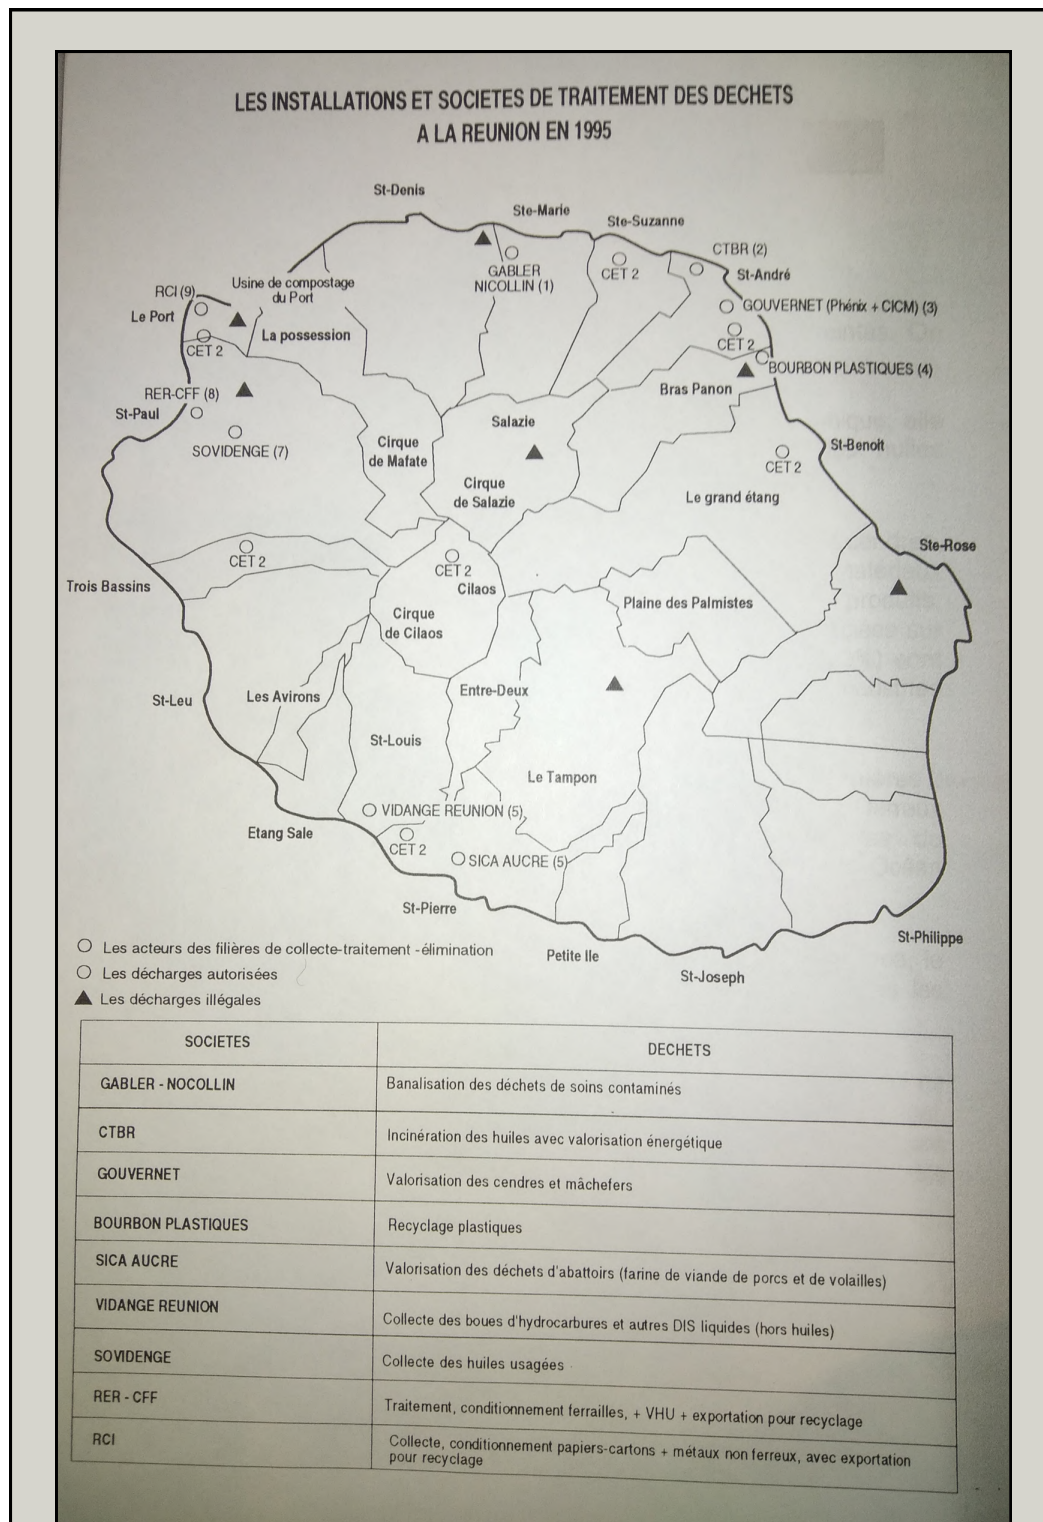 LES INSTALLATIONS ET SOCIETES DE TRAITEMENT DES DECHETS
A LA REUNION EN 1995
St-Denis
Ste-Marie
Ste-Suzanne
CTBR (2)
St-André
GABLER
NICOLLIN (1)
CET 2
RCI (9)
Usine de compostage
du Port
Le Port
La possession
GOUVERNET (Phénix + CICM) (3)
CET 2
CET 2
BOURBON PLASTIQUES (4)
RER-CFF (8)
Bras Panon
St-Paul
SOVIDENGE (7)
Salazie
Cirque
de Mafate
St-Benoit
CET 2
Cirque
de Salazie
Le grand étang
Ste-Rose
CET 2
CET 2
Trois Bassins
Cilaos
Plaine des Palmistes
Cirque
de Cilaos
St-Leu
Les Avirons
Entre-Deux
St-Louis
Le Tampon
VIDANGE REUNION (5)
Etang Sale
CET 2
SICA AUCRE (5)
St-Pierre
Petite Ile
St-Joseph
St-Philippe
Les acteurs des filières de collecte-traitement -élimination
Les décharges autorisées
Les décharges illégales
SOCIETES
DECHETS
GABLER - NOCOLLIN
Banalisation des déchets de soins contaminés
CTBR
Incinération des huiles avec valorisation énergétique
GOUVERNET
Valorisation des cendres et mâchefers
BOURBON PLASTIQUES
Recyclage plastiques
SICA AUCRE
Valorisation des déchets d'abattoirs (farine de viande de porcs et de volailles)
VIDANGE REUNION
Collecte des boues d'hydrocarbures et autres DIS liquides (hors huiles)
SOVIDENGE
Collecte des huiles usagées
RER - CFF
Traitement, conditionnement ferrailles, + VHU + exportation pour recyclage
RCI
Collecte, conditionnement papiers-cartons + métaux non ferreux, avec exportation
pour recyclage